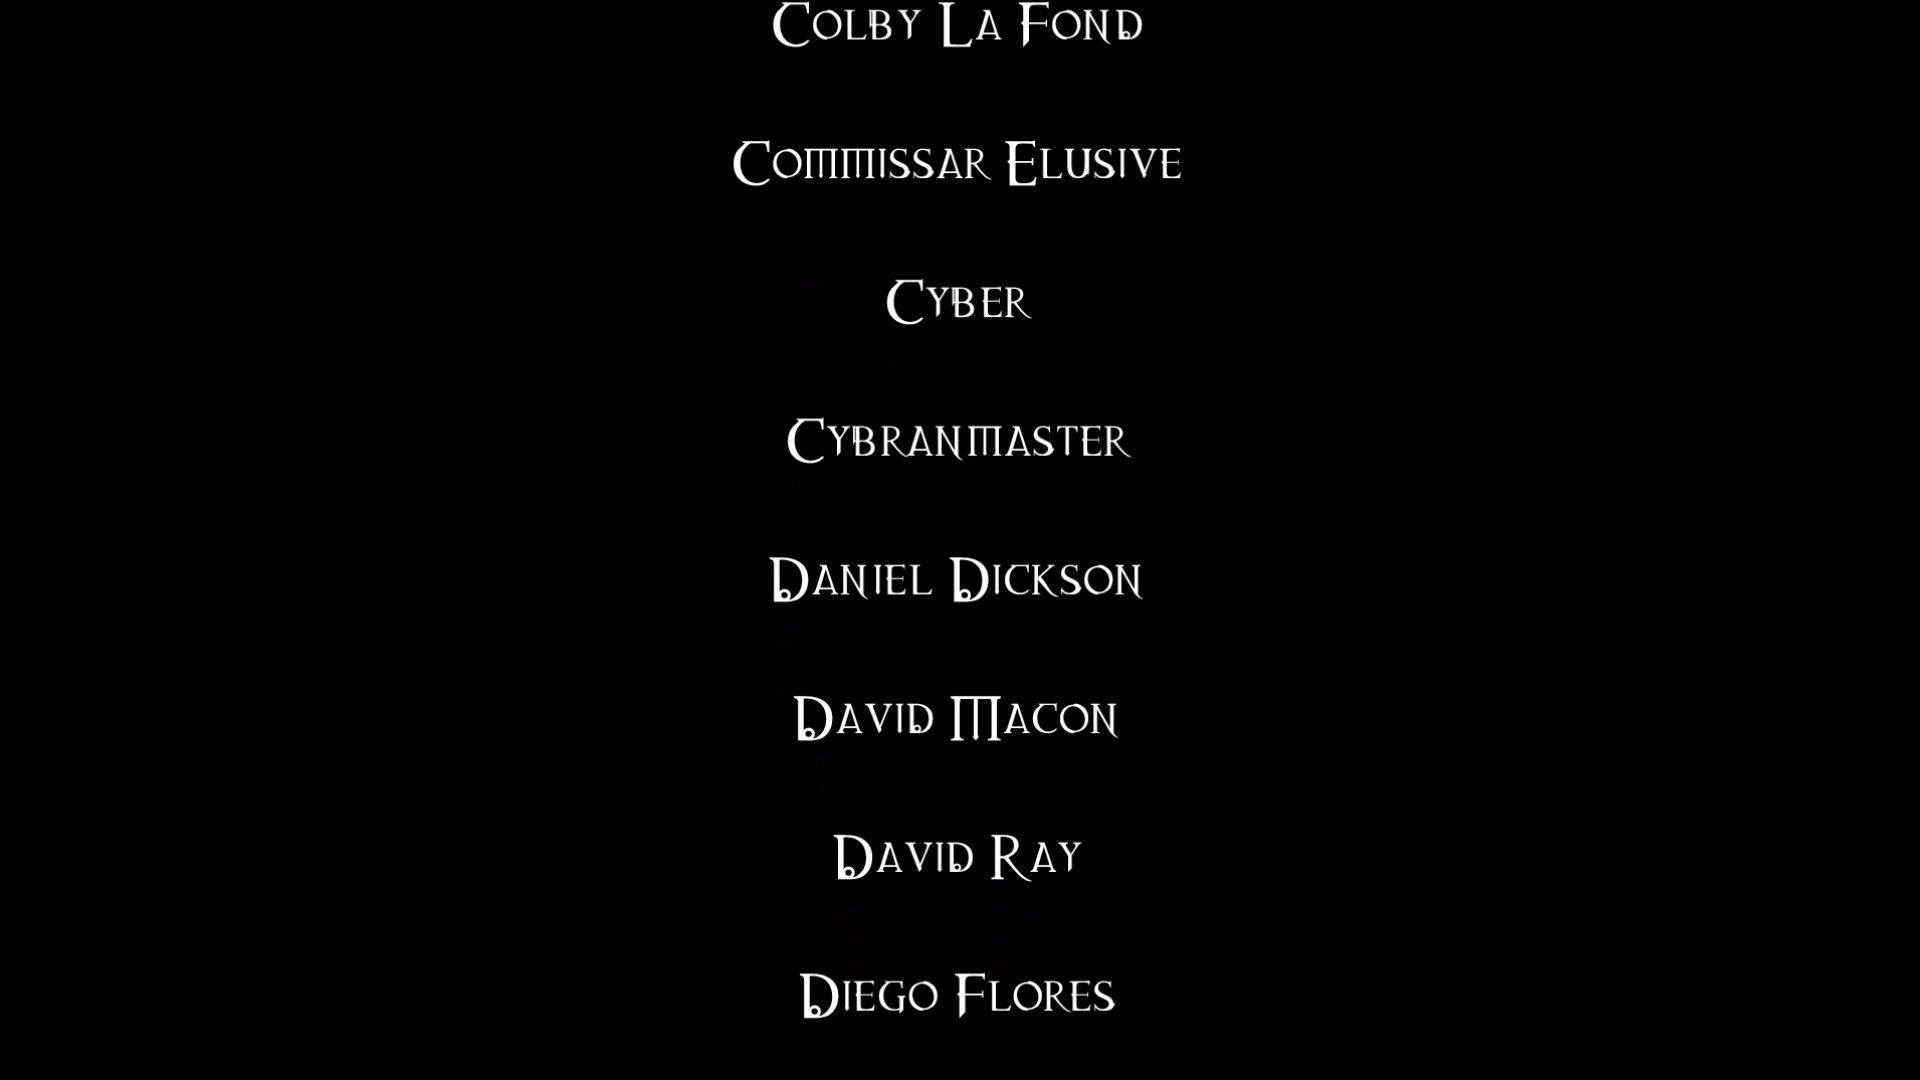 Colby La Fond
Commissar Elusive
Cyber
Cybranmaster
Daniel Dickson
David Macon
David Ray
Diego Flores